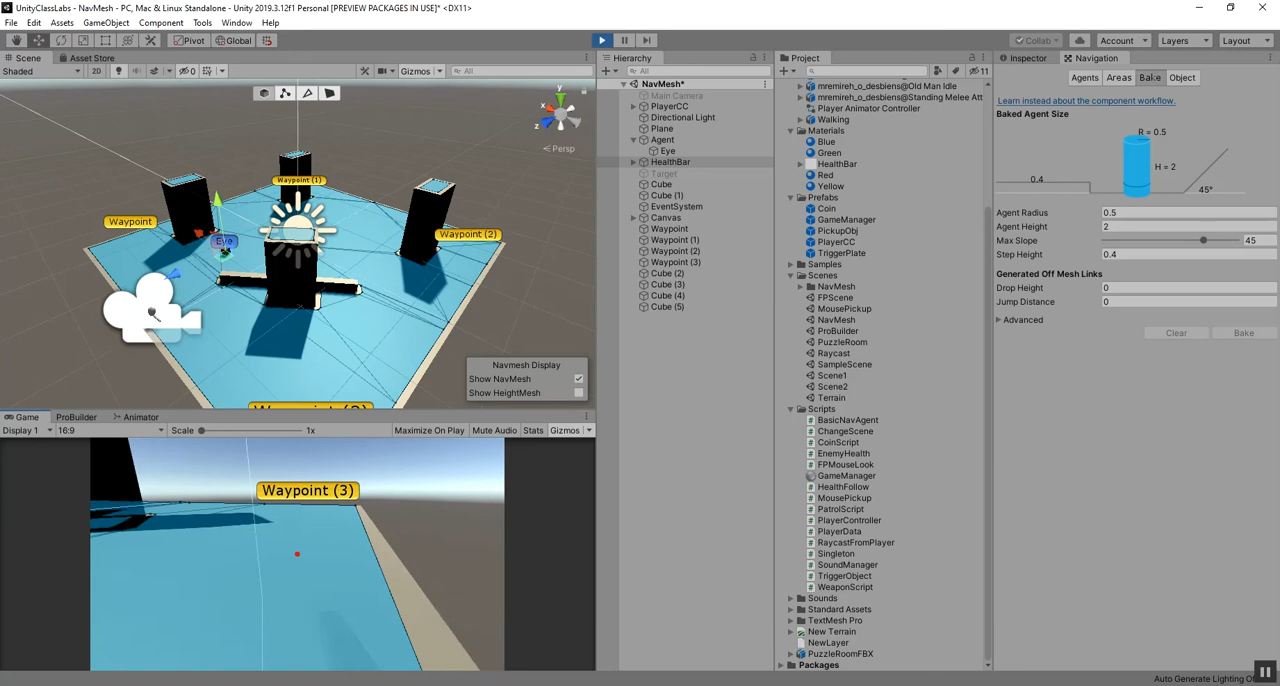 UnityClassLabs - NavMesh - PC, Mac & Linux Standalone - Unity 2019.3.12f1 Personal [PREVIEW PACKAGES IN USE]* <DX11>
File Edit Assets GameObject Component Tools Window Help
Pivot Global Collab Account Layers Layout
Scene Asset Store
Shaded 2D 0 Gizmos All
y
x
z
Persp
Waypoint (1)
Waypoint
Waypoint (2)
Eye
Navmesh Display
Show NavMesh
Show HeightMesh
Game ProBuilder Animator
Display 1 16:9 Scale 1x Maximize On Play Mute Audio Stats Gizmos
Waypoint (3)
Hierarchy
All
NavMesh*
Main Camera
PlayerCC
Directional Light
Plane
Agent
Eye
HealthBar
Target
Cube
Cube (1)
EventSystem
Canvas
Waypoint
Waypoint (1)
Waypoint (2)
Waypoint (3)
Cube (2)
Cube (3)
Cube (4)
Cube (5)
Project
11
mremireh_o_desbiens@Old Man Idle
mremireh_o_desbiens@Standing Melee Att
Player Animator Controller
Walking
Materials
Blue
Green
HealthBar
Red
Yellow
Prefabs
Coin
GameManager
PickupObj
PlayerCC
TriggerPlate
Samples
Scenes
NavMesh
FPScene
MousePickup
NavMesh
ProBuilder
PuzzleRoom
Raycast
SampleScene
Scene1
Scene2
Terrain
Scripts
BasicNavAgent
ChangeScene
CoinScript
EnemyHealth
FPMouseLook
GameManager
HealthFollow
MousePickup
PatrolScript
PlayerController
PlayerData
RaycastFromPlayer
Singleton
SoundManager
TriggerObject
WeaponScript
Sounds
Standard Assets
TextMesh Pro
New Terrain
NewLayer
PuzzleRoomFBX
Packages
Inspector Navigation
Agents Areas Bake Object
Learn instead about the component workflow.
Baked Agent Size
R = 0.5
H = 2
0.4
45°
Agent Radius 0.5
Agent Height 2
Max Slope 45
Step Height 0.4
Generated Off Mesh Links
Drop Height 0
Jump Distance 0
Advanced
Clear Bake